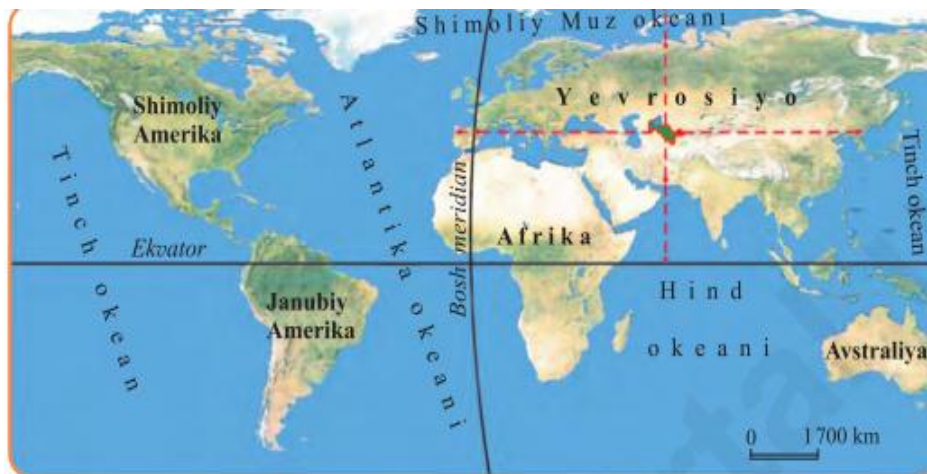 Shimoliy Muz okeani
Shimoliy
Amerika
Yevrosiyo
Atlantika okeani
Tinch okean
Bosh meridian
Tinch okean
Afrika
Ekvator
Janubiy
Amerika
Hind
okeani
Avstraliya
0 1700 km